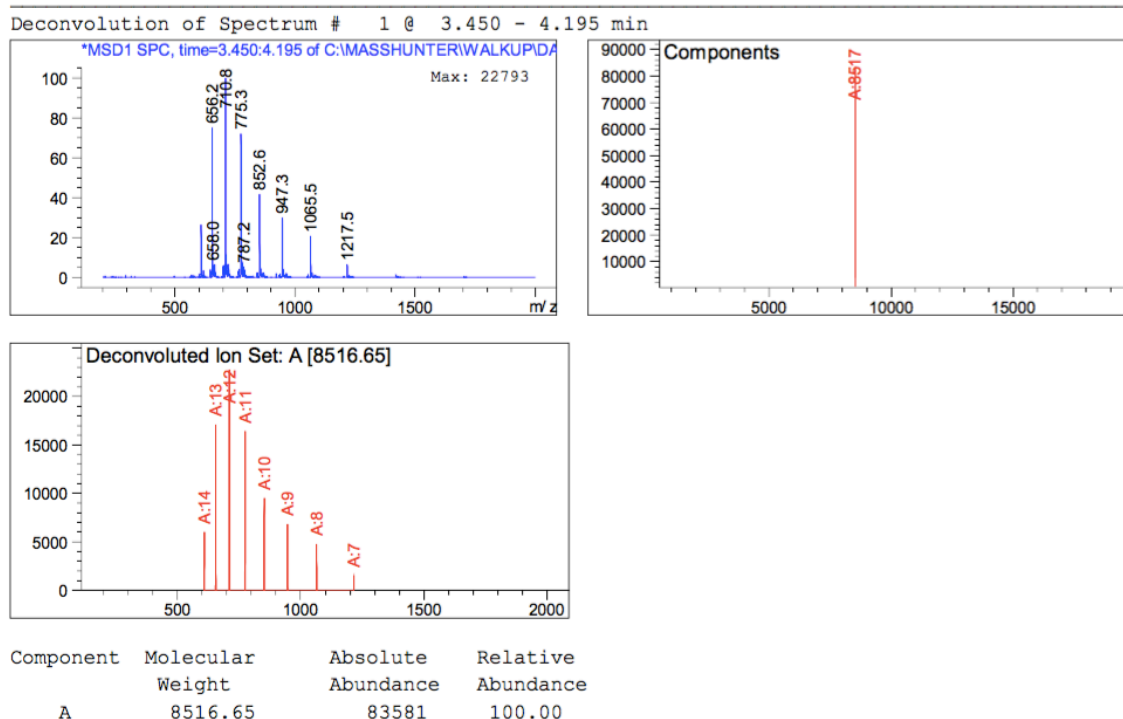 Deconvolution of Spectrum # 1 @ 3.450 - 4.195 min
*MSD1 SPC, time=3.450:4.195 of C:\MASSHUNTER\WALKUP\DA
Max: 22793
100
80
60
40
20
0
656.2
658.0
710.8
775.3
787.2
852.6
947.3
1065.5
1217.5
500
1000
1500
m/z
Components
90000
80000
70000
60000
50000
40000
30000
20000
10000
A:8517
5000
10000
15000
Deconvoluted Ion Set: A [8516.65]
20000
15000
10000
5000
0
A:14
A:13
A:12
A:11
A:10
A:9
A:8
A:7
500
1000
1500
2000
Component Molecular Absolute Relative
Weight Abundance Abundance
A 8516.65 83581 100.00